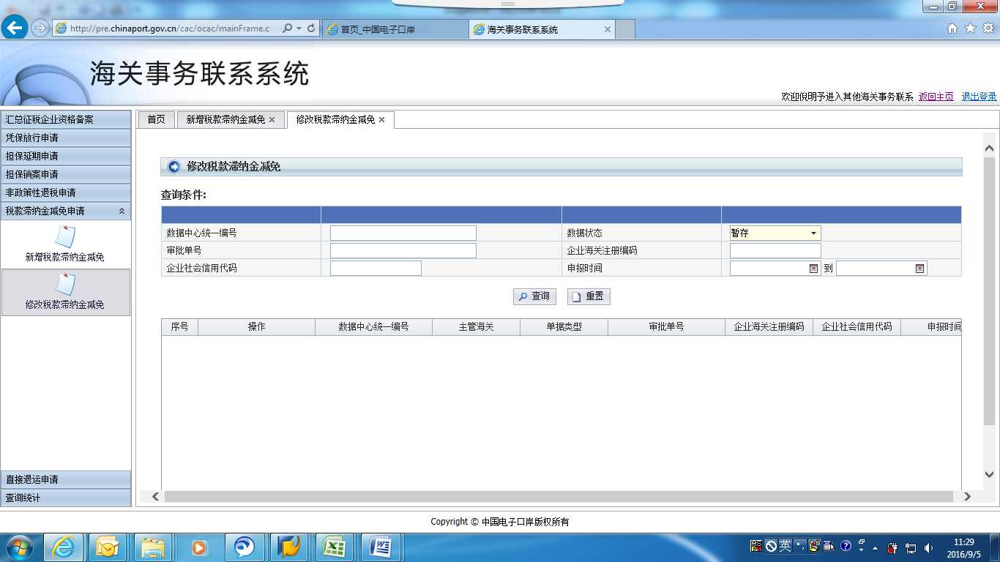 http://pre.chinaport.gov.cn/cac/ocac/mainFrame.c
首页_中国电子口岸
海关事务联系系统
海关事务联系系统
欢迎倪明予进入其他海关事务联系 返回主页 退出登录
汇总征税企业资格备案
凭保放行申请
担保延期申请
担保销案申请
非政策性退税申请
税款滞纳金减免申请
新增税款滞纳金减免
修改税款滞纳金减免
直接退运申请
查询统计
首页
新增税款滞纳金减免
修改税款滞纳金减免
修改税款滞纳金减免
查询条件:
数据中心统一编号
数据状态
暂存
审批单号
企业海关注册编码
企业社会信用代码
申报时间
到
查询
重置
序号 操作 数据中心统一编号 主管海关 单据类型 审批单号 企业海关注册编码 企业社会信用代码 申报时间
Copyright © 中国电子口岸版权所有
英
11:29
2016/9/5